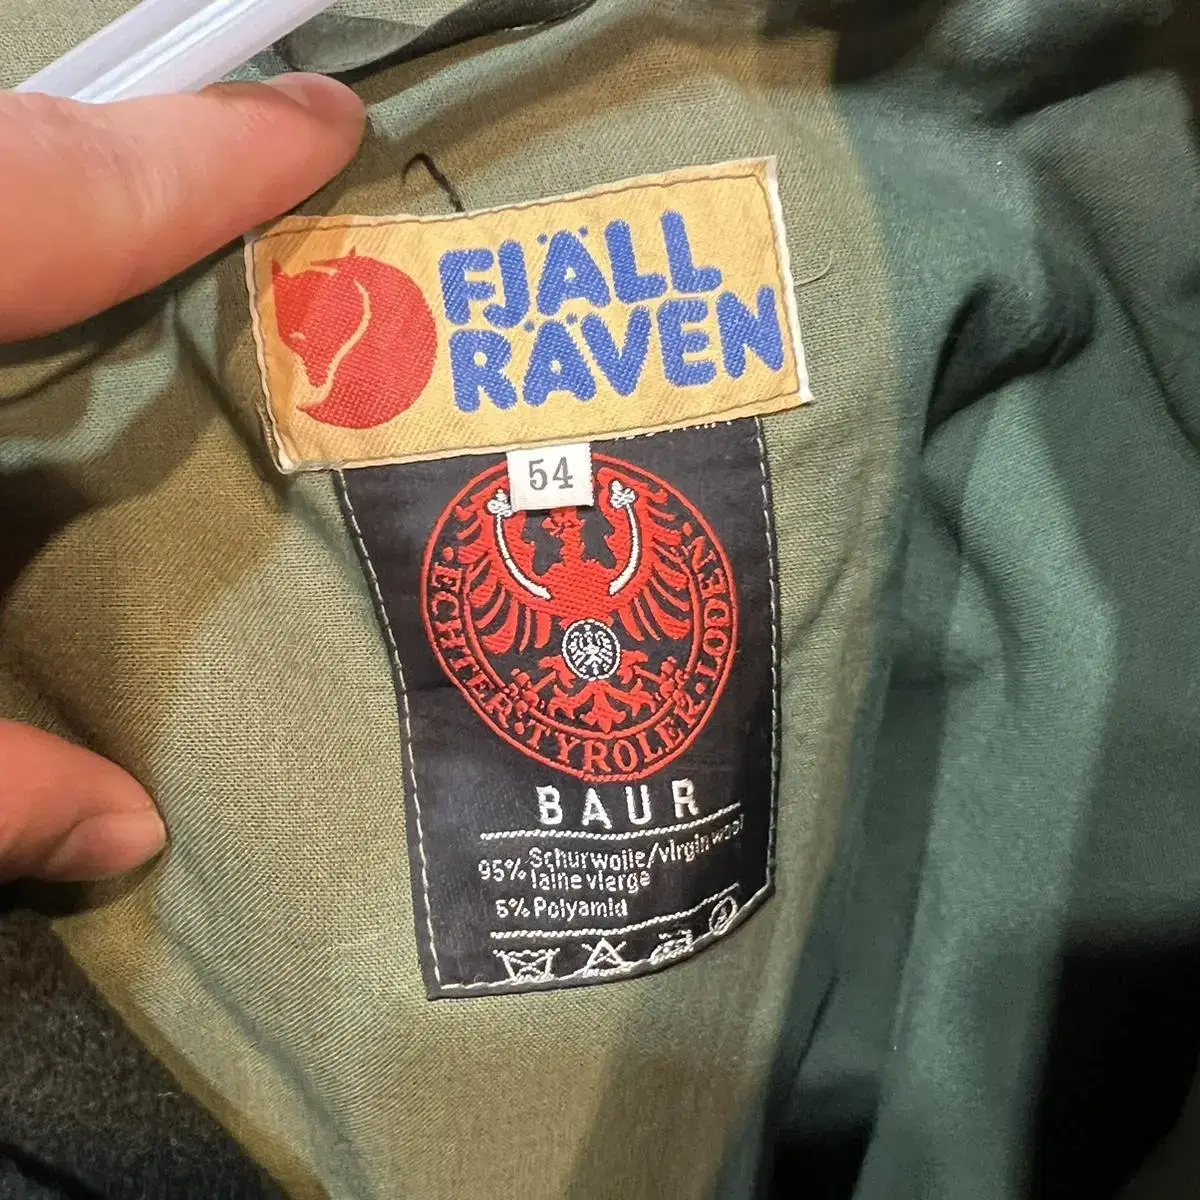 FJÄLL
RÄVEN
54
·ECHTER·TYROLER·LODEN·
BAUR
95% Schurwolle/virgin wool
laine vierge
5% Polyamid